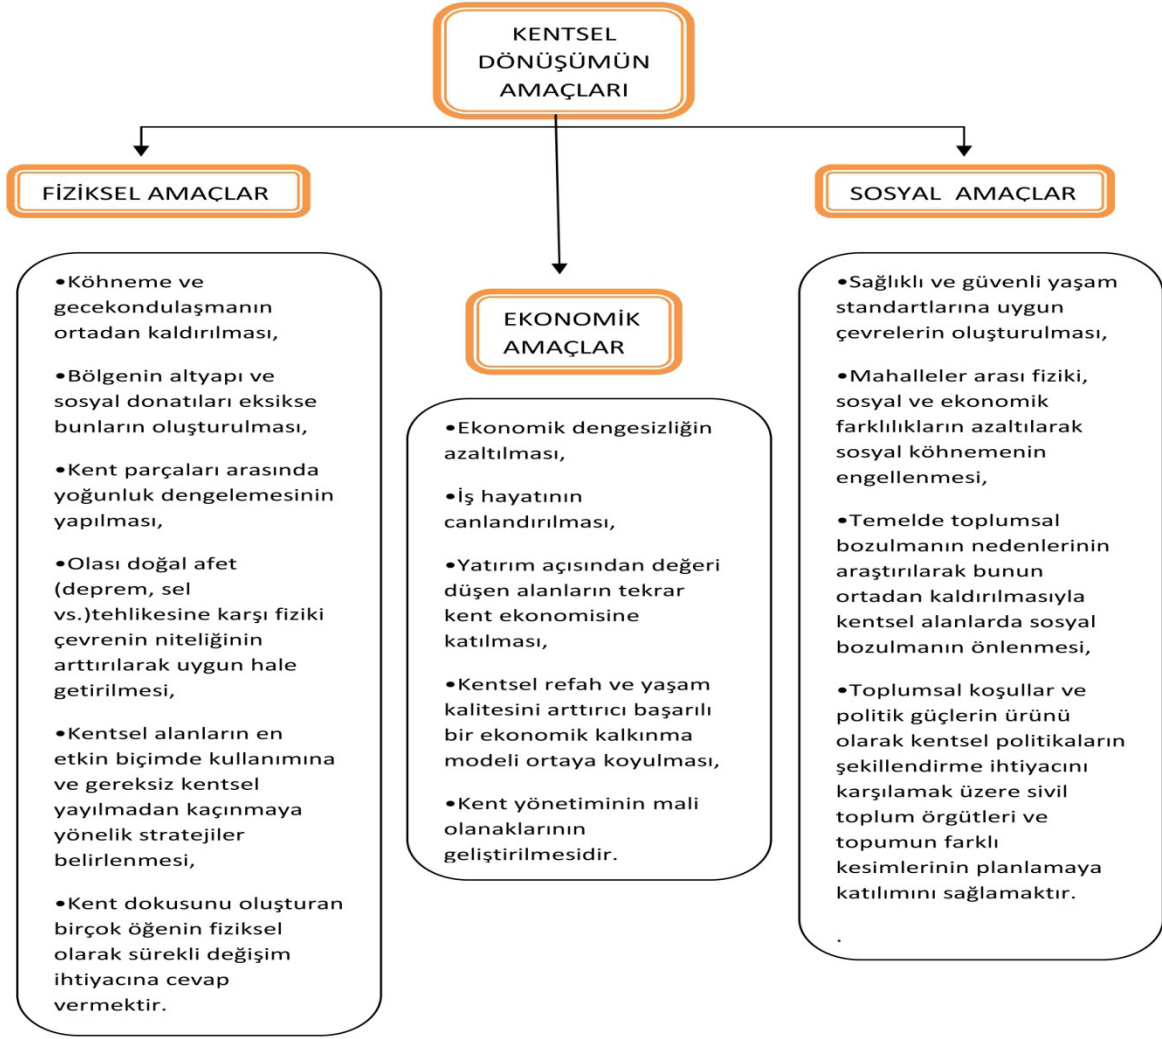 KENTSEL
DÖNÜŞÜMÜN
AMAÇLARI
FİZİKSEL AMAÇLAR
•Köhneme ve
gecekondulaşmanın
ortadan kaldırılması,
•Bölgenin altyapı ve
sosyal donatıları eksikse
bunların oluşturulması,
•Kent parçaları arasında
yoğunluk dengelemesinin
yapılması,
•Olası doğal afet
(deprem, sel
vs.)tehlikesine karşı fiziki
çevrenin niteliğinin
arttırılarak uygun hale
getirilmesi,
•Kentsel alanların en
etkin biçimde kullanımına
ve gereksiz kentsel
yayılmadan kaçınmaya
yönelik stratejiler
belirlenmesi,
•Kent dokusunu oluşturan
birçok öğenin fiziksel
olarak sürekli değişim
ihtiyacına cevap
vermektir.
EKONOMİK
AMAÇLAR
•Ekonomik dengesizliğin
azaltılması,
•İş hayatının
canlandırılması,
•Yatırım açısından değeri
düşen alanların tekrar
kent ekonomisine
katılması,
•Kentsel refah ve yaşam
kalitesini arttırıcı başarılı
bir ekonomik kalkınma
modeli ortaya koyulması,
•Kent yönetiminin mali
olanaklarının
geliştirilmesidir.
SOSYAL  AMAÇLAR
•Sağlıklı ve güvenli yaşam
standartlarına uygun
çevrelerin oluşturulması,
•Mahalleler arası fiziki,
sosyal ve ekonomik
farklılıkların azaltılarak
sosyal köhnemenin
engellenmesi,
•Temelde toplumsal
bozulmanın nedenlerinin
araştırılarak bunun
ortadan kaldırılmasıyla
kentsel alanlarda sosyal
bozulmanın önlenmesi,
•Toplumsal koşullar ve
politik güçlerin ürünü
olarak kentsel politikaların
şekillendirme ihtiyacını
karşılamak üzere sivil
toplum örgütleri ve
topumun farklı
kesimlerinin planlamaya
katılımını sağlamaktır.
.